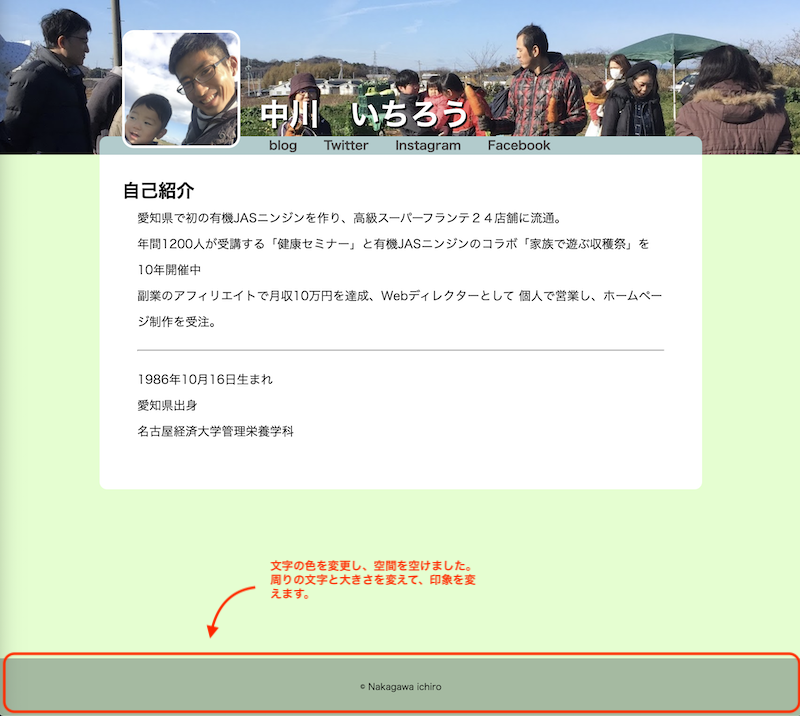 中川　いちろう
blog Twitter Instagram Facebook
自己紹介
愛知県で初の有機JASニンジンを作り、高級スーパーフランテ２４店舗に流通。
年間1200人が受講する「健康セミナー」と有機JASニンジンのコラボ「家族で遊ぶ収穫祭」を
10年開催中
副業のアフィリエイトで月収10万円を達成、Webディレクターとして 個人で営業し、ホームペー
ジ制作を受注。
1986年10月16日生まれ
愛知県出身
名古屋経済大学管理栄養学科
文字の色を変更し、空間を空けました。
周りの文字と大きさを変えて、印象を変
えます。
© Nakagawa ichiro